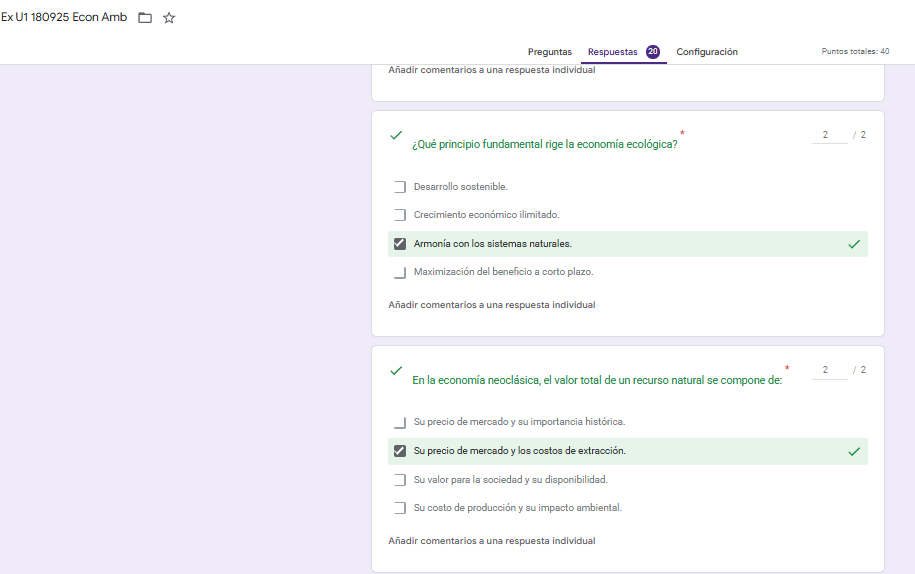 Ex U1 180925 Econ Amb
Preguntas Respuestas 20 Configuración Puntos totales: 40
Añadir comentarios a una respuesta individual
¿Qué principio fundamental rige la economía ecológica? * 2 / 2
Desarrollo sostenible.
Crecimiento económico ilimitado.
Armonía con los sistemas naturales.
Maximización del beneficio a corto plazo.
Añadir comentarios a una respuesta individual
En la economía neoclásica, el valor total de un recurso natural se compone de: * 2 / 2
Su precio de mercado y su importancia histórica.
Su precio de mercado y los costos de extracción.
Su valor para la sociedad y su disponibilidad.
Su costo de producción y su impacto ambiental.
Añadir comentarios a una respuesta individual